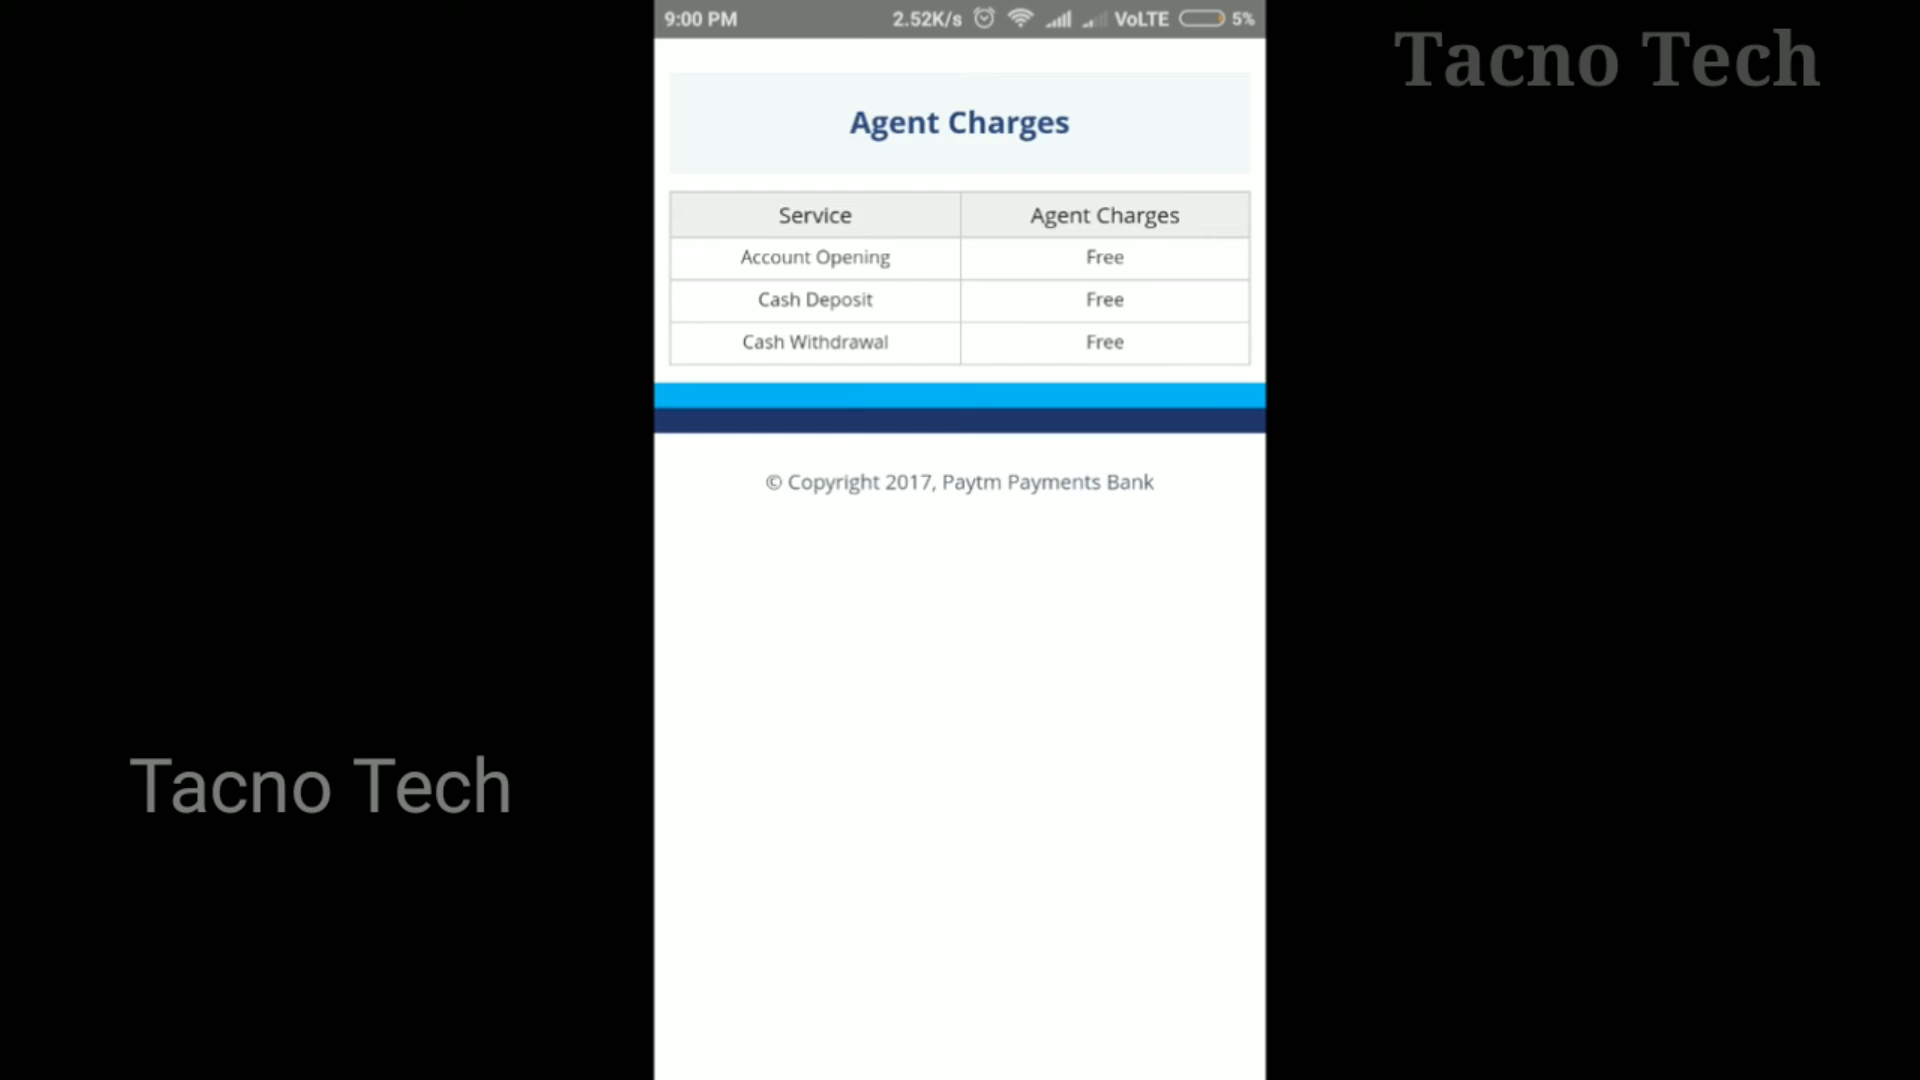 9:00 PM 2.52K/s VoLTE 5%
Tacno Tech
Agent Charges
Service Agent Charges
Account Opening Free
Cash Deposit Free
Cash Withdrawal Free
© Copyright 2017, Paytm Payments Bank
Tacno Tech